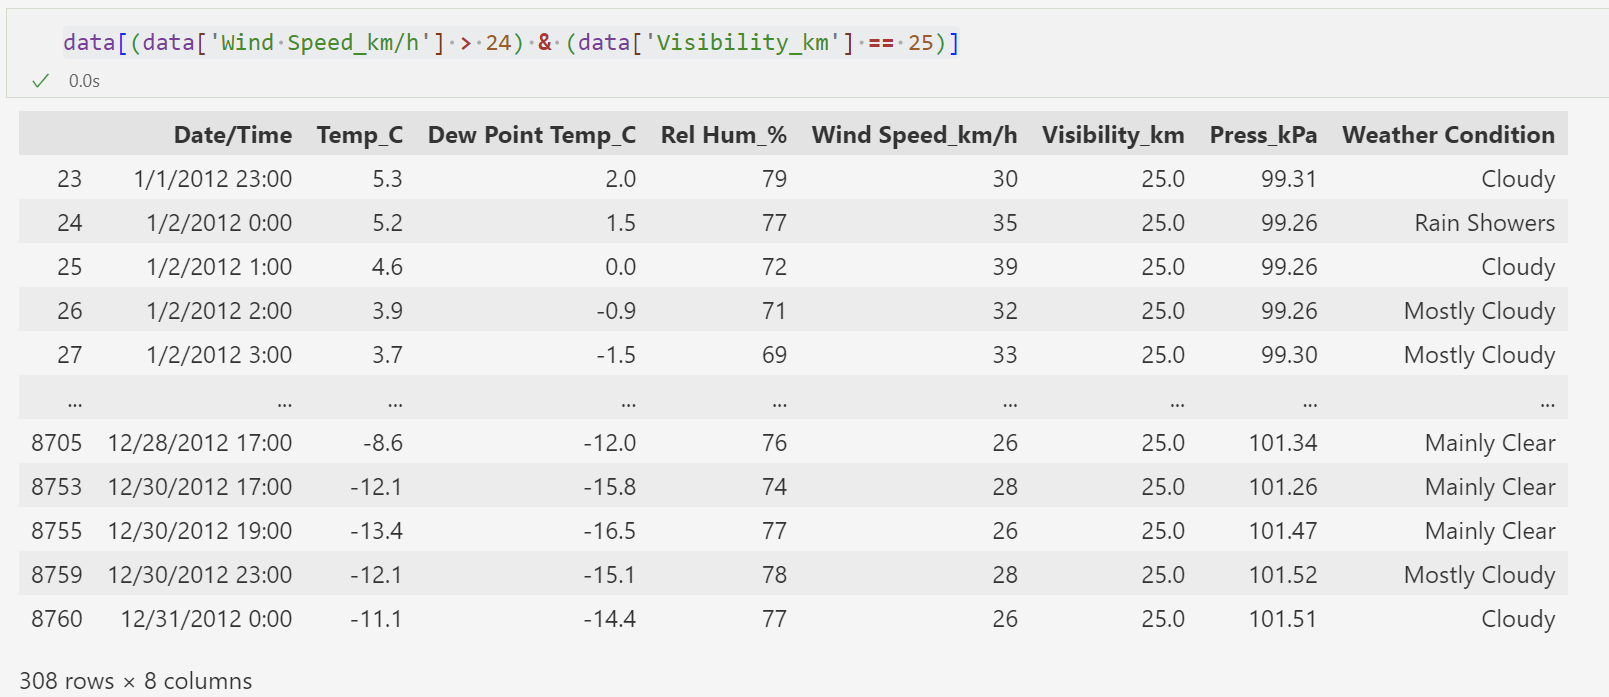 data[(data['Wind Speed_km/h'] > 24) & (data['Visibility_km'] == 25)]
0.0s
Date/Time Temp_C Dew Point Temp_C Rel Hum_% Wind Speed_km/h Visibility_km Press_kPa Weather Condition
23 1/1/2012 23:00 5.3 2.0 79 30 25.0 99.31 Cloudy
24 1/2/2012 0:00 5.2 1.5 77 35 25.0 99.26 Rain Showers
25 1/2/2012 1:00 4.6 0.0 72 39 25.0 99.26 Cloudy
26 1/2/2012 2:00 3.9 -0.9 71 32 25.0 99.26 Mostly Cloudy
27 1/2/2012 3:00 3.7 -1.5 69 33 25.0 99.30 Mostly Cloudy
... ... ... ... ... ... ... ... ...
8705 12/28/2012 17:00 -8.6 -12.0 76 26 25.0 101.34 Mainly Clear
8753 12/30/2012 17:00 -12.1 -15.8 74 28 25.0 101.26 Mainly Clear
8755 12/30/2012 19:00 -13.4 -16.5 77 26 25.0 101.47 Mainly Clear
8759 12/30/2012 23:00 -12.1 -15.1 78 28 25.0 101.52 Mostly Cloudy
8760 12/31/2012 0:00 -11.1 -14.4 77 26 25.0 101.51 Cloudy
308 rows × 8 columns